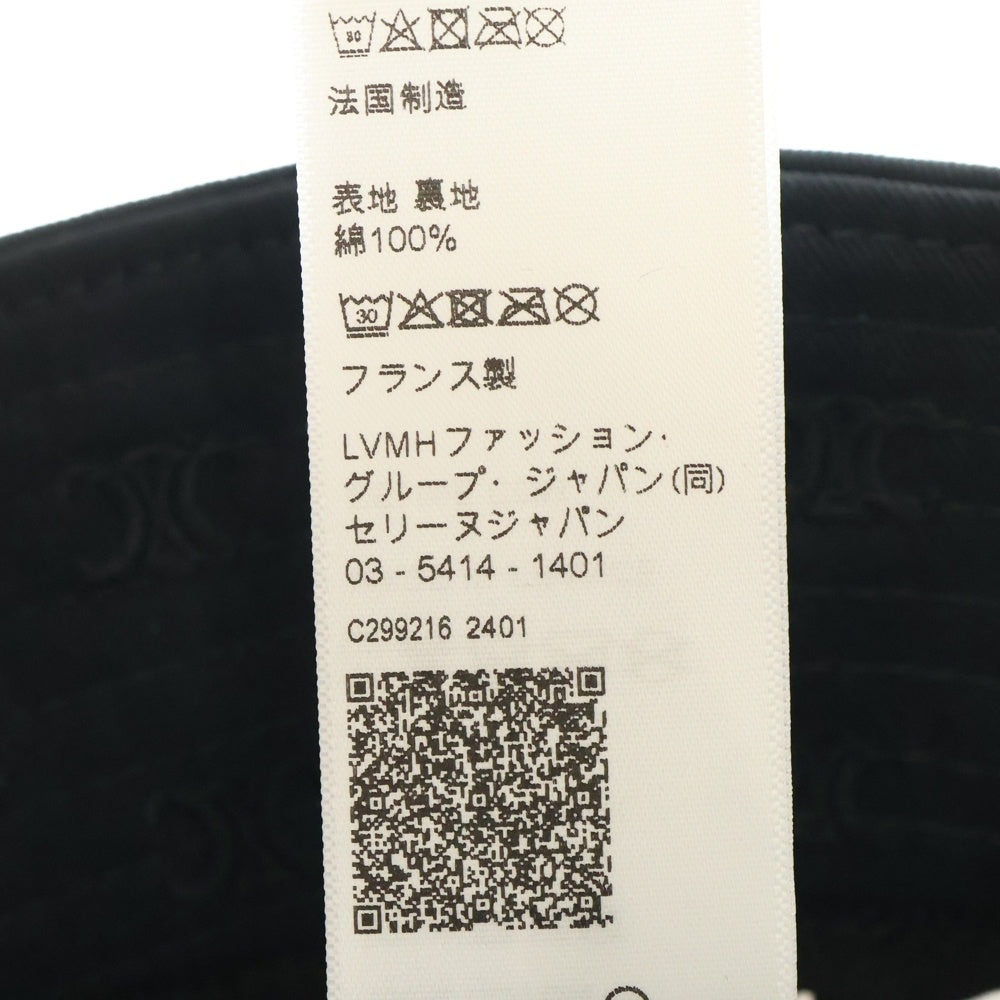 30
法国制造
表地 裏地
綿100%
30
フランス製
LVMHファッション·
グループ· ジャパン(同)
セリーヌジャパン
03 - 5414 - 1401
C299216 2401